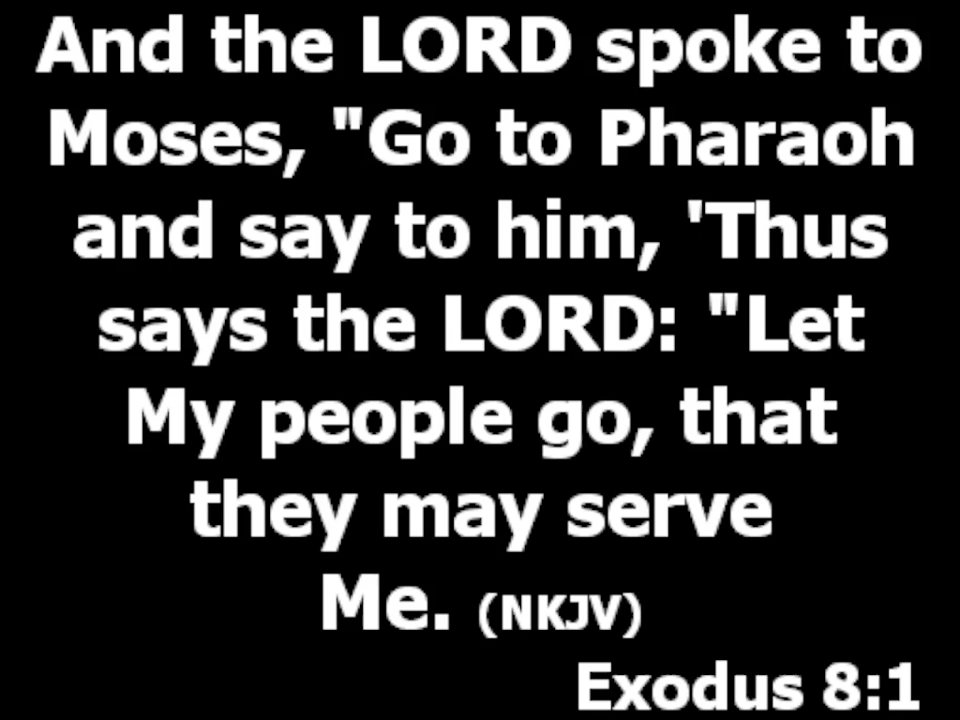 And the LORD spoke to
Moses, "Go to Pharaoh
and say to him, 'Thus
says the LORD: "Let
My people go, that
they may serve
Me. (NKJV)
Exodus 8:1